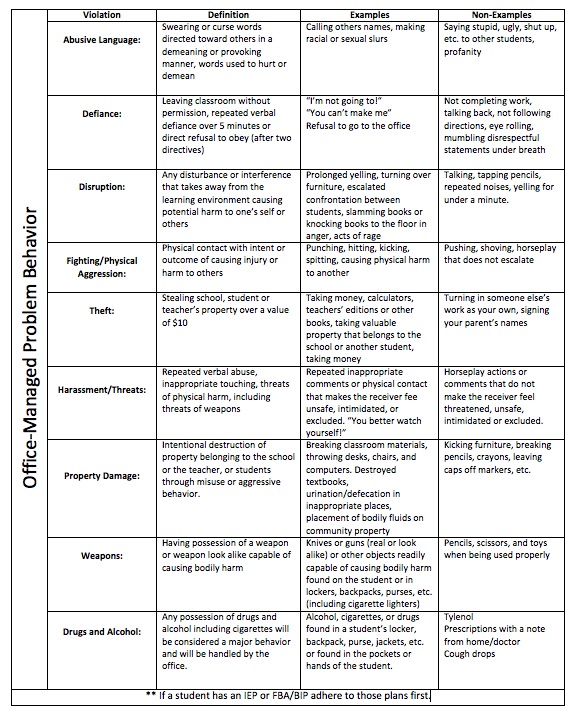 Office-Managed Problem Behavior
Violation Definition Examples Non-Examples
Abusive Language:
Swearing or curse words
directed toward others in a
demeaning or provoking
manner, words used to hurt or
demean
Calling others names, making
racial or sexual slurs
Saying stupid, ugly, shut up,
etc. to other students,
profanity
Defiance:
Leaving classroom without
permission, repeated verbal
defiance over 5 minutes or
direct refusal to obey (after two
directives)
"I'm not going to!"
"You can't make me"
Refusal to go to the office
Not completing work,
talking back, not following
directions, eye rolling,
mumbling disrespectful
statements under breath
Disruption:
Any disturbance or interference
that takes away from the
learning environment causing
potential harm to one's self or
others
Prolonged yelling, turning over
furniture, escalated
confrontation between
students, slamming books or
knocking books to the floor in
anger, acts of rage
Talking, tapping pencils,
repeated noises, yelling for
under a minute.
Fighting/Physical
Aggression:
Physical contact with intent or
outcome of causing injury or
harm to others
Punching, hitting, kicking,
spitting, causing physical harm
to another
Pushing, shoving, horseplay
that does not escalate
Theft:
Stealing school, student or
teacher's property over a value
of $10
Taking money, calculators,
teachers' editions or other
books, taking valuable
property that belongs to the
school or another student,
taking money
Turning in someone else's
work as your own, signing
your parent's names
Harassment/Threats:
Repeated verbal abuse,
inappropriate touching, threats
of physical harm, including
threats of weapons
Repeated inappropriate
comments or physical contact
that makes the receiver fee
unsafe, intimidated, or
excluded. "You better watch
yourself!"
Horseplay actions or
comments that do not
make the receiver feel
threatened, unsafe,
intimidated or excluded.
Property Damage:
Intentional destruction of
property belonging to the school
or the teacher, or students
through misuse or aggressive
behavior.
Breaking classroom materials,
throwing desks, chairs, and
computers. Destroyed
textbooks,
urination/defecation in
inappropriate places,
placement of bodily fluids on
community property
Kicking furniture, breaking
pencils, crayons, leaving
caps off markers, etc.
Weapons:
Having possession of a weapon
or weapon look alike capable of
causing bodily harm
Knives or guns (real or look
alike) or other objects readily
capable of causing bodily harm
found on the student or in
lockers, backpacks, purses, etc.
(including cigarette lighters)
Pencils, scissors, and toys
when being used properly
Drugs and Alcohol:
Any possession of drugs and
alcohol including cigarettes will
be considered a major behavior
and will be handled by the
office.
Alcohol, cigarettes, or drugs
found in a student's locker,
backpack, purse, jackets, etc.
or found in the pockets or
hands of the student.
Tylenol
Prescriptions with a note
from home/doctor
Cough drops
** If a student has an IEP or FBA/BIP adhere to those plans first.